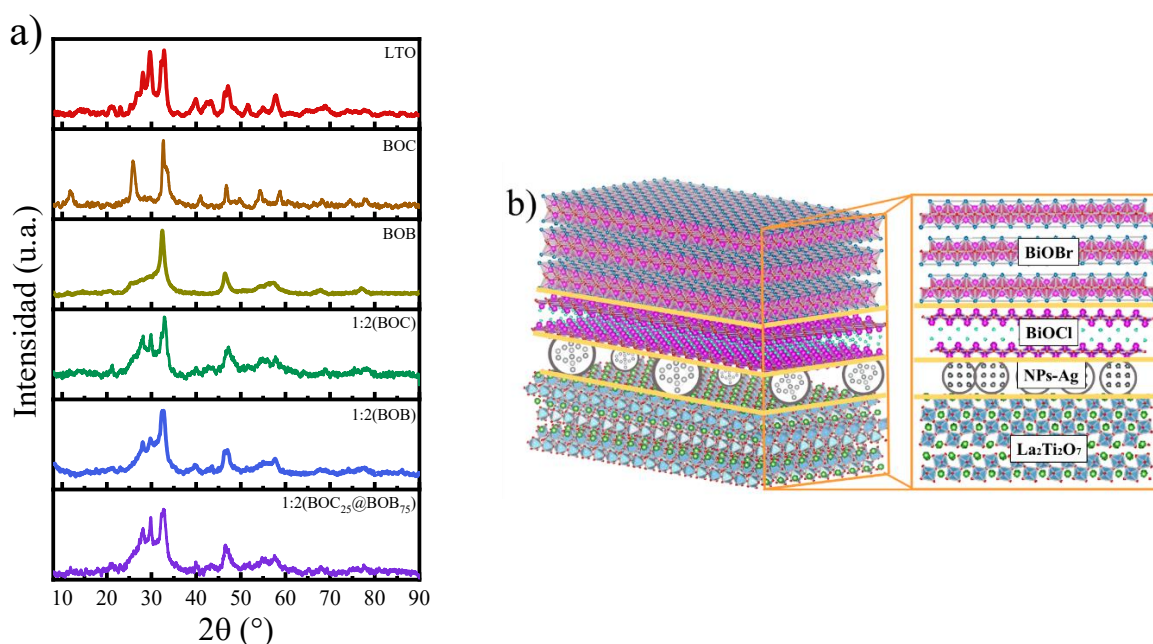 a)
LTO
BOC
BOB
1:2(BOC)
1:2(BOB)
1:2(BOC₂₅@BOB₇₅)
Intensidad (u.a.)
10 20 30 40 50 60 70 80 90
2θ (°)
b)
BiOBr
BiOCl
NPs-Ag
La₂Ti₂O₇